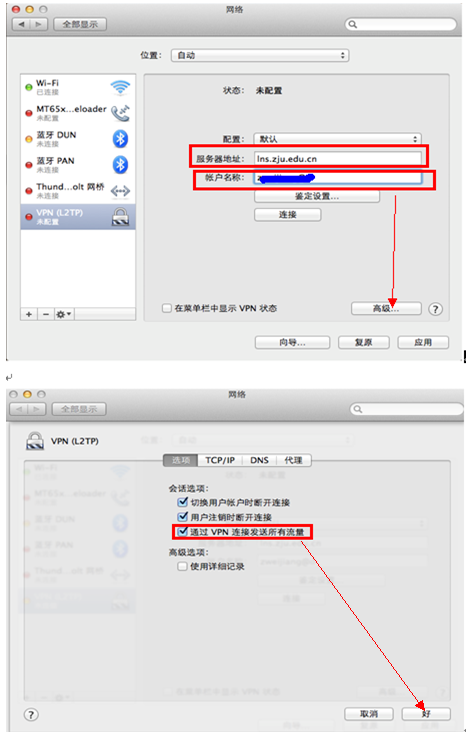 网络
全部显示
位置： 自动
Wi-Fi
已连接
MT65x...eloader
未连接
蓝牙 DUN
未连接
蓝牙 PAN
未连接
Thund...olt 网桥
未连接
VPN (L2TP)
未配置
状态： 未配置
配置： 默认
服务器地址： lns.zju.edu.cn
帐户名称：
鉴定设置...
连接
在菜单栏中显示 VPN 状态
高级...
?
向导...
复原
应用
网络
全部显示
VPN (L2TP)
选项 TCP/IP DNS 代理
会话选项：
切换用户帐户时断开连接
用户注销时断开连接
通过 VPN 连接发送所有流量
高级选项：
使用详细记录
?
取消
好